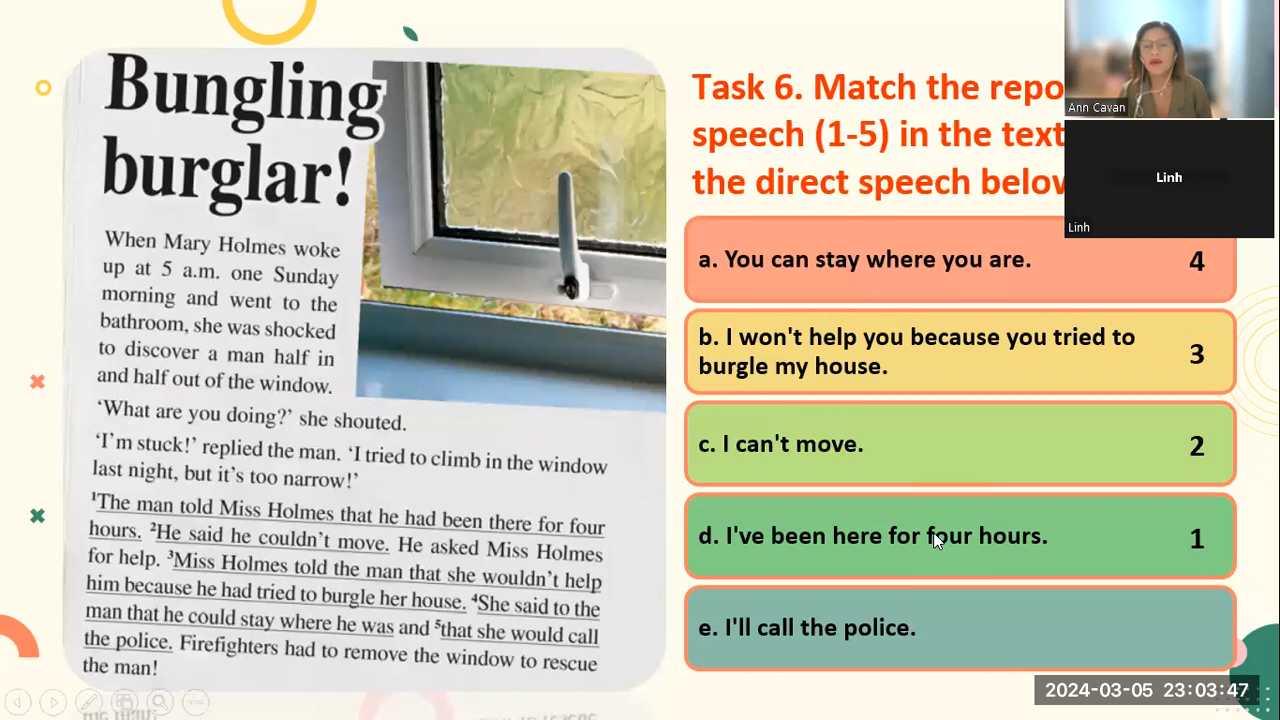 Bungling
burglar!
When Mary Holmes woke
up at 5 a.m. one Sunday
morning and went to the
bathroom, she was shocked
to discover a man half in
and half out of the window.
‘What are you doing?’ she shouted.
‘I’m stuck!’ replied the man. ‘I tried to climb in the window
last night, but it’s too narrow!’
¹The man told Miss Holmes that he had been there for four
hours. ²He said he couldn’t move. He asked Miss Holmes
for help. ³Miss Holmes told the man that she wouldn’t help
him because he had tried to burgle her house. ⁴She said to the
man that he could stay where he was and ⁵that she would call
the police. Firefighters had to remove the window to rescue
the man!
Task 6. Match the repo
speech (1-5) in the text
the direct speech below
a. You can stay where you are. 4
b. I won't help you because you tried to
burgle my house. 3
c. I can't move. 2
d. I've been here for four hours. 1
e. I'll call the police.
Ann Cavan
Linh
Linh
2024-03-05 23:03:47